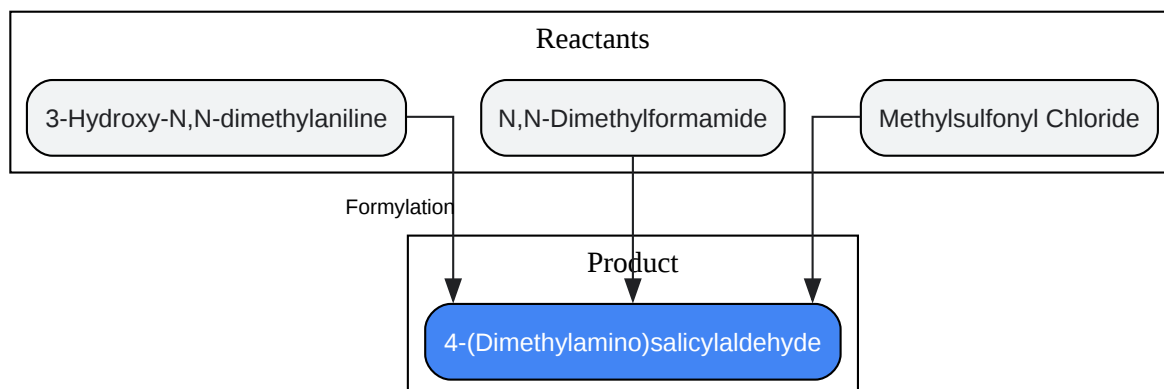 Reactants
3-Hydroxy-N,N-dimethylaniline
N,N-Dimethylformamide
Methylsulfonyl Chloride
Formylation
Product
4-(Dimethylamino)salicylaldehyde